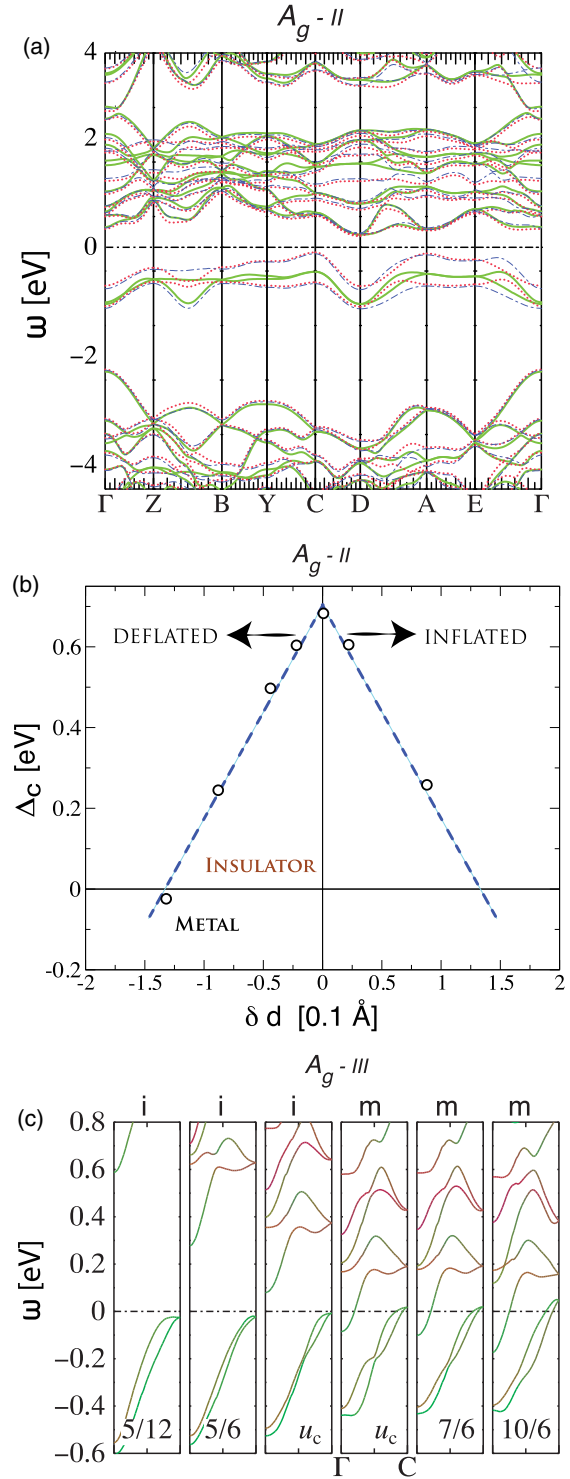 A_g - II
(a)
4
2
0
−2
−4
ω [eV]
Γ Z B Y C D A E Γ
A_g - II
(b)
DEFLATED INFLATED
0.6
0.4
0.2
0
-0.2
Δc [eV]
INSULATOR
METAL
-2 -1.5 -1 -0.5 0 0.5 1 1.5 2
δ d [0.1 Å]
A_g - III
(c)
i i i m m m
0.8
0.6
0.4
0.2
0
−0.2
−0.4
−0.6
ω [eV]
5/12 5/6 u_c u_c 7/6 10/6
Γ C